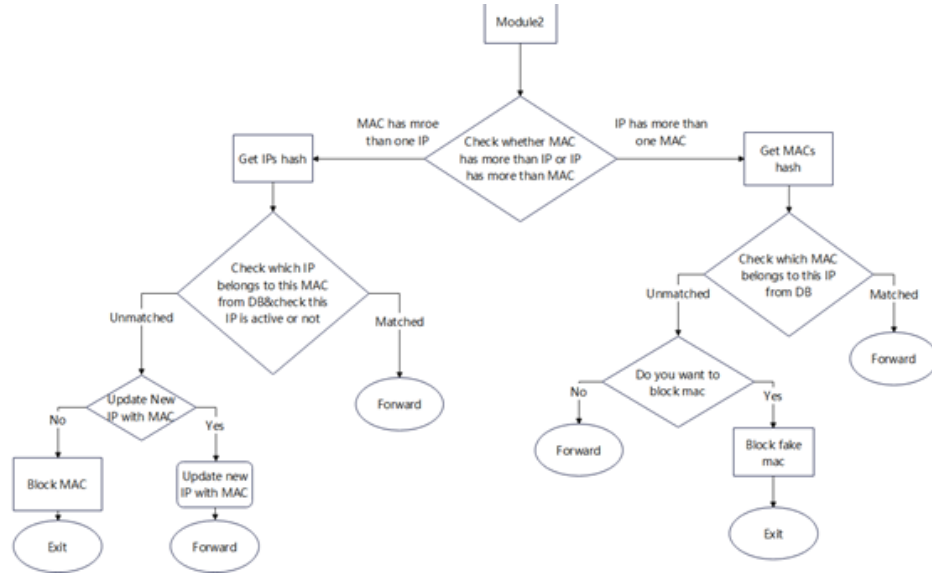 Module2
MAC has mroe
than one IP
Check whether MAC
has more than IP or IP
has more than MAC
IP has more than
one MAC
Get IPs hash
Get MACs
hash
Check which IP
belongs to this MAC
from DB&check this
IP is active or not
Unmatched
Matched
Check which MAC
belongs to this IP
from DB
Unmatched
Matched
Forward
Update New
IP with MAC
No
Yes
Forward
Do you want to
block mac
No
Yes
Forward
Block fake
mac
Block MAC
Update new
IP with MAC
Exit
Forward
Exit